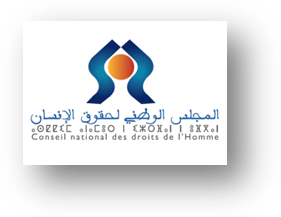 المجلس الوطني لحقوق الإنسان
Conseil national des droits de l'Homme